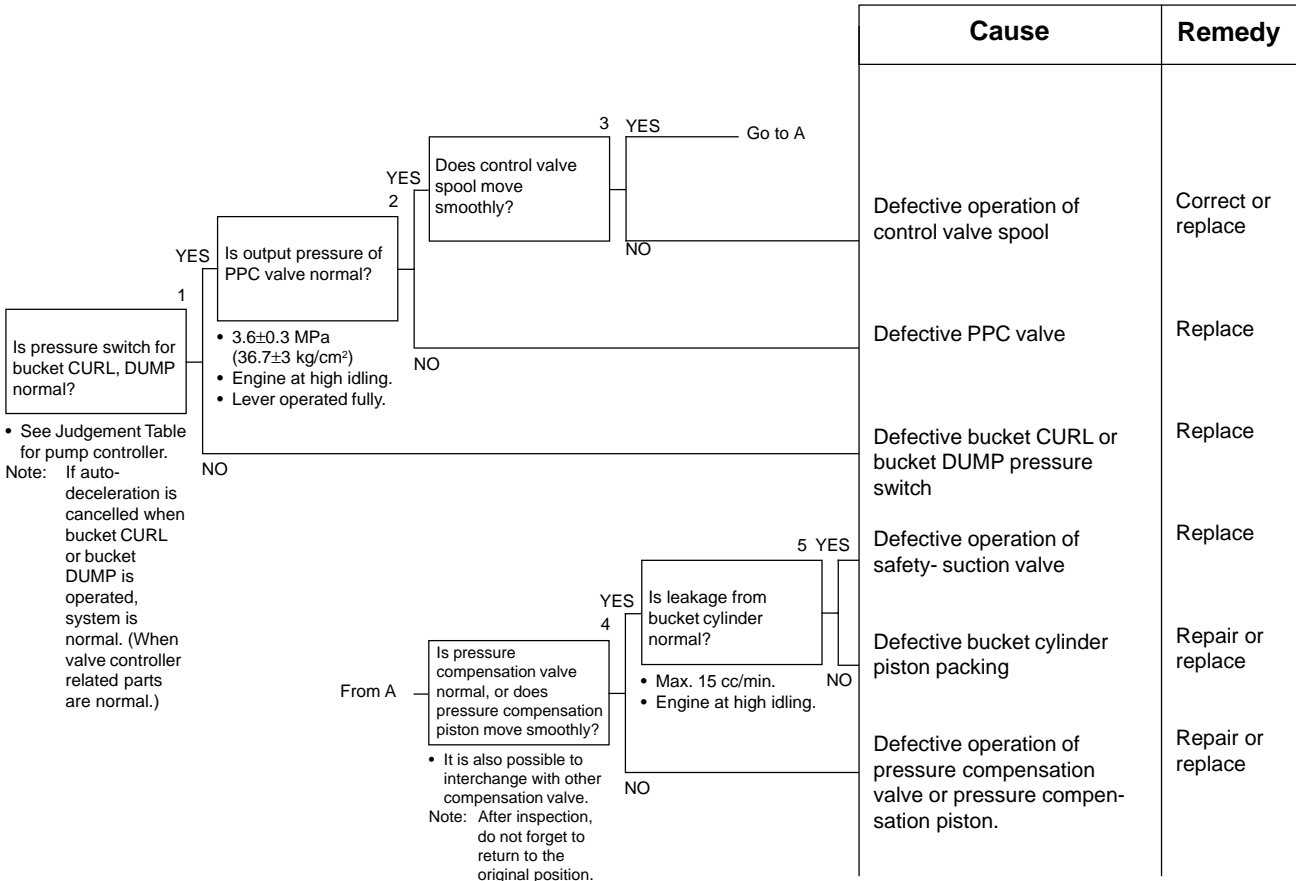 Cause
Remedy
3 YES
Go to A
Does control valve
spool move
smoothly?
YES
2
NO
Defective operation of
control valve spool
Correct or
replace
Is output pressure of
PPC valve normal?
YES
1
• 3.6±0.3 MPa
(36.7±3 kg/cm²)
• Engine at high idling.
• Lever operated fully.
NO
Defective PPC valve
Replace
Is pressure switch for
bucket CURL, DUMP
normal?
• See Judgement Table
for pump controller.
Note: If auto-
deceleration is
cancelled when
bucket CURL
or bucket
DUMP is
operated,
system is
normal. (When
valve controller
related parts
are normal.)
NO
Defective bucket CURL or
bucket DUMP pressure
switch
Replace
5 YES
Defective operation of
safety- suction valve
Replace
Is leakage from
bucket cylinder
normal?
YES
4
• Max. 15 cc/min.
• Engine at high idling.
NO
Defective bucket cylinder
piston packing
Repair or
replace
From A
Is pressure
compensation valve
normal, or does
pressure compensation
piston move smoothly?
• It is also possible to
interchange with other
compensation valve.
Note: After inspection,
do not forget to
return to the
original position.
NO
Defective operation of
pressure compensation
valve or pressure compen-
sation piston.
Repair or
replace